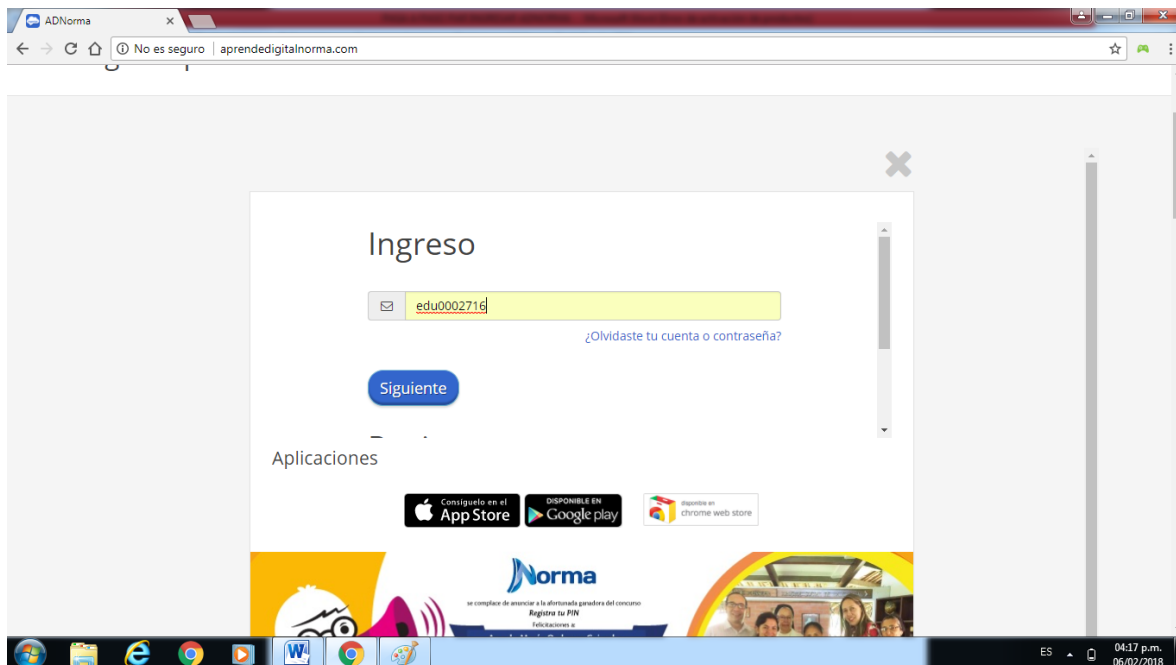 ADNorma
No es seguro | aprendedigitalnorma.com
Ingreso
edu0002716
¿Olvidaste tu cuenta o contraseña?
Siguiente
Aplicaciones
Consíguelo en el
App Store
DISPONIBLE EN
Google play
disponible en
chrome web store
Norma
se complace de anunciar a la afortunada ganadora del concurso
Registra tu PIN
Felicitaciones a:
ES
04:17 p.m.
06/02/2018